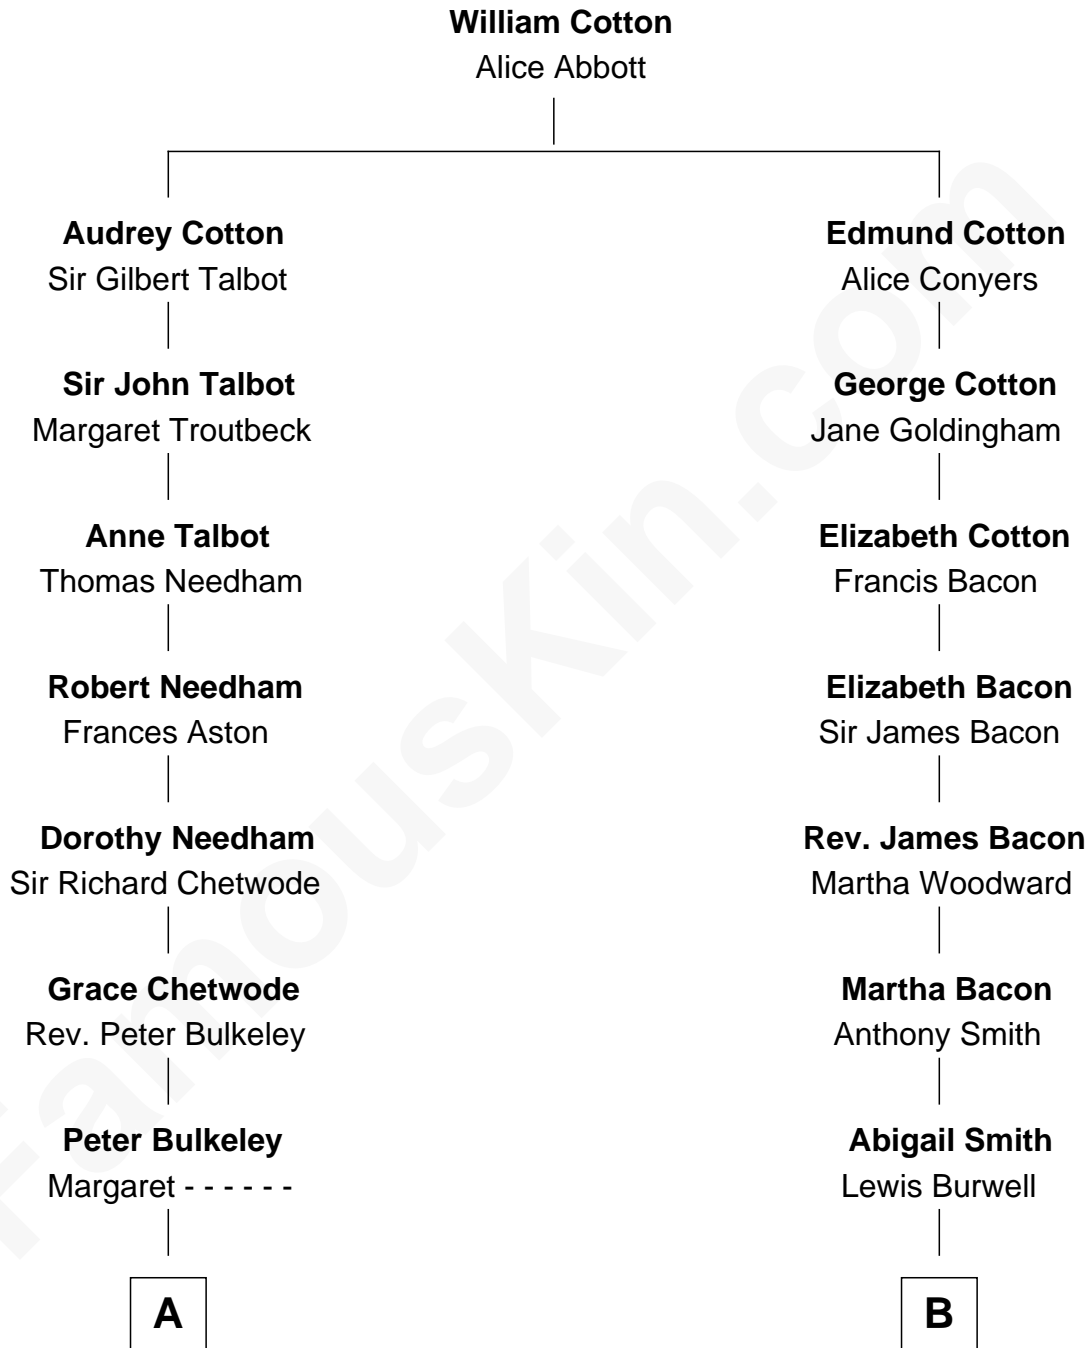 William Cotton
Alice Abbott
Audrey Cotton
Sir Gilbert Talbot
Edmund Cotton
Alice Conyers
Sir John Talbot
Margaret Troutbeck
George Cotton
Jane Goldingham
Anne Talbot
Thomas Needham
Elizabeth Cotton
Francis Bacon
Robert Needham
Frances Aston
Elizabeth Bacon
Sir James Bacon
Dorothy Needham
Sir Richard Chetwode
Rev. James Bacon
Martha Woodward
Grace Chetwode
Rev. Peter Bulkeley
Martha Bacon
Anthony Smith
Peter Bulkeley
Margaret - - - - - -
Abigail Smith
Lewis Burwell
A
B
FamousKin.com